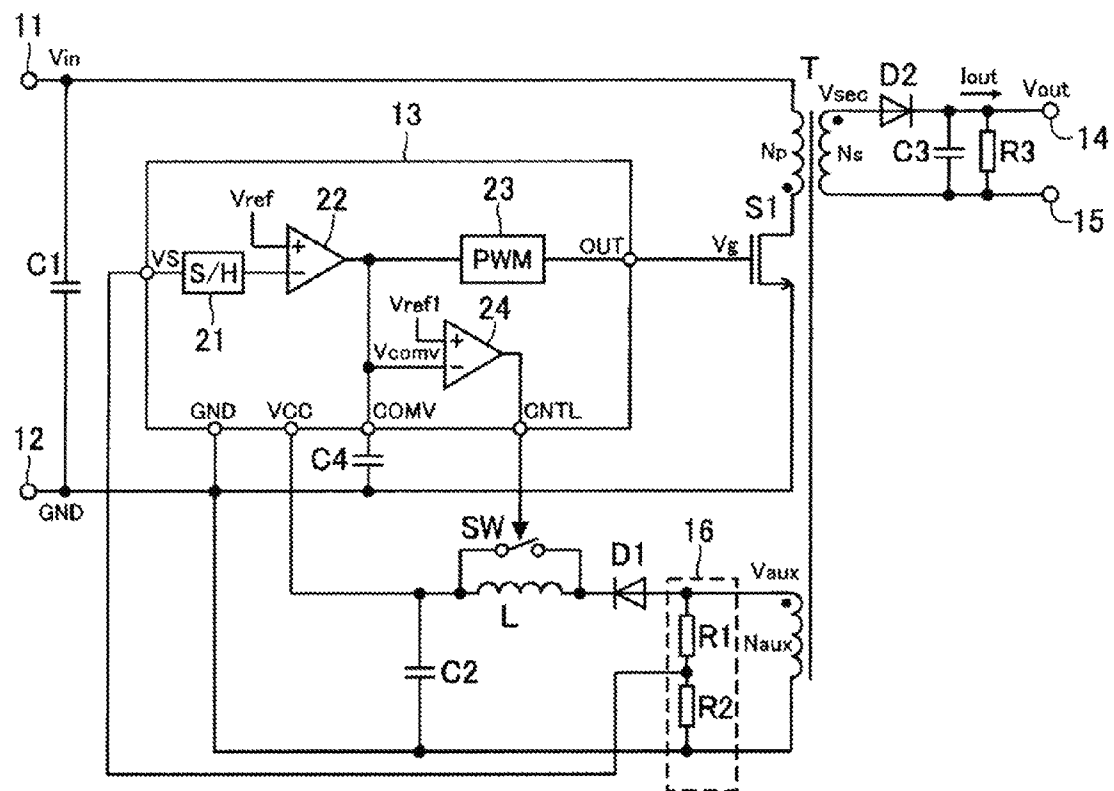 11
Vin
T
D2
Iout
Vout
Vsec
14
13
Np
Ns
C3
R3
Vref
22
23
S1
15
VS
S/H
+
−
PWM
OUT
Vg
C1
21
Vref1
24
Vcomv
+
−
GND
VCC
COMV
CNTL
12
C4
GND
SW
D1
16
Vaux
L
R1
Naux
C2
R2